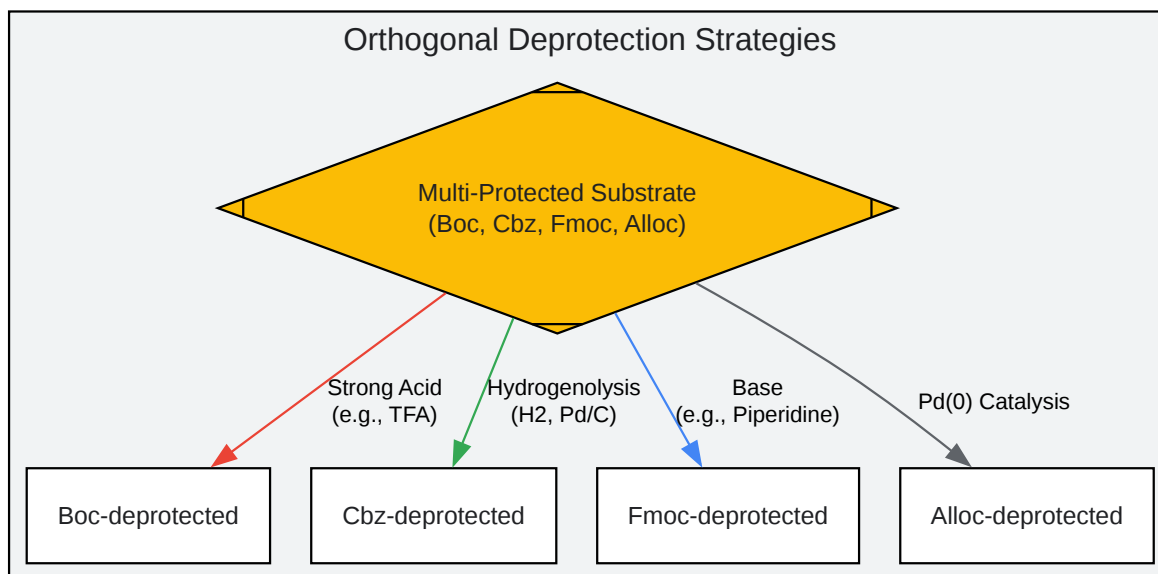 Orthogonal Deprotection Strategies
Multi-Protected Substrate
(Boc, Cbz, Fmoc, Alloc)
Strong Acid
(e.g., TFA)
Hydrogenolysis
(H2, Pd/C)
Base
(e.g., Piperidine)
Pd(0) Catalysis
Boc-deprotected
Cbz-deprotected
Fmoc-deprotected
Alloc-deprotected